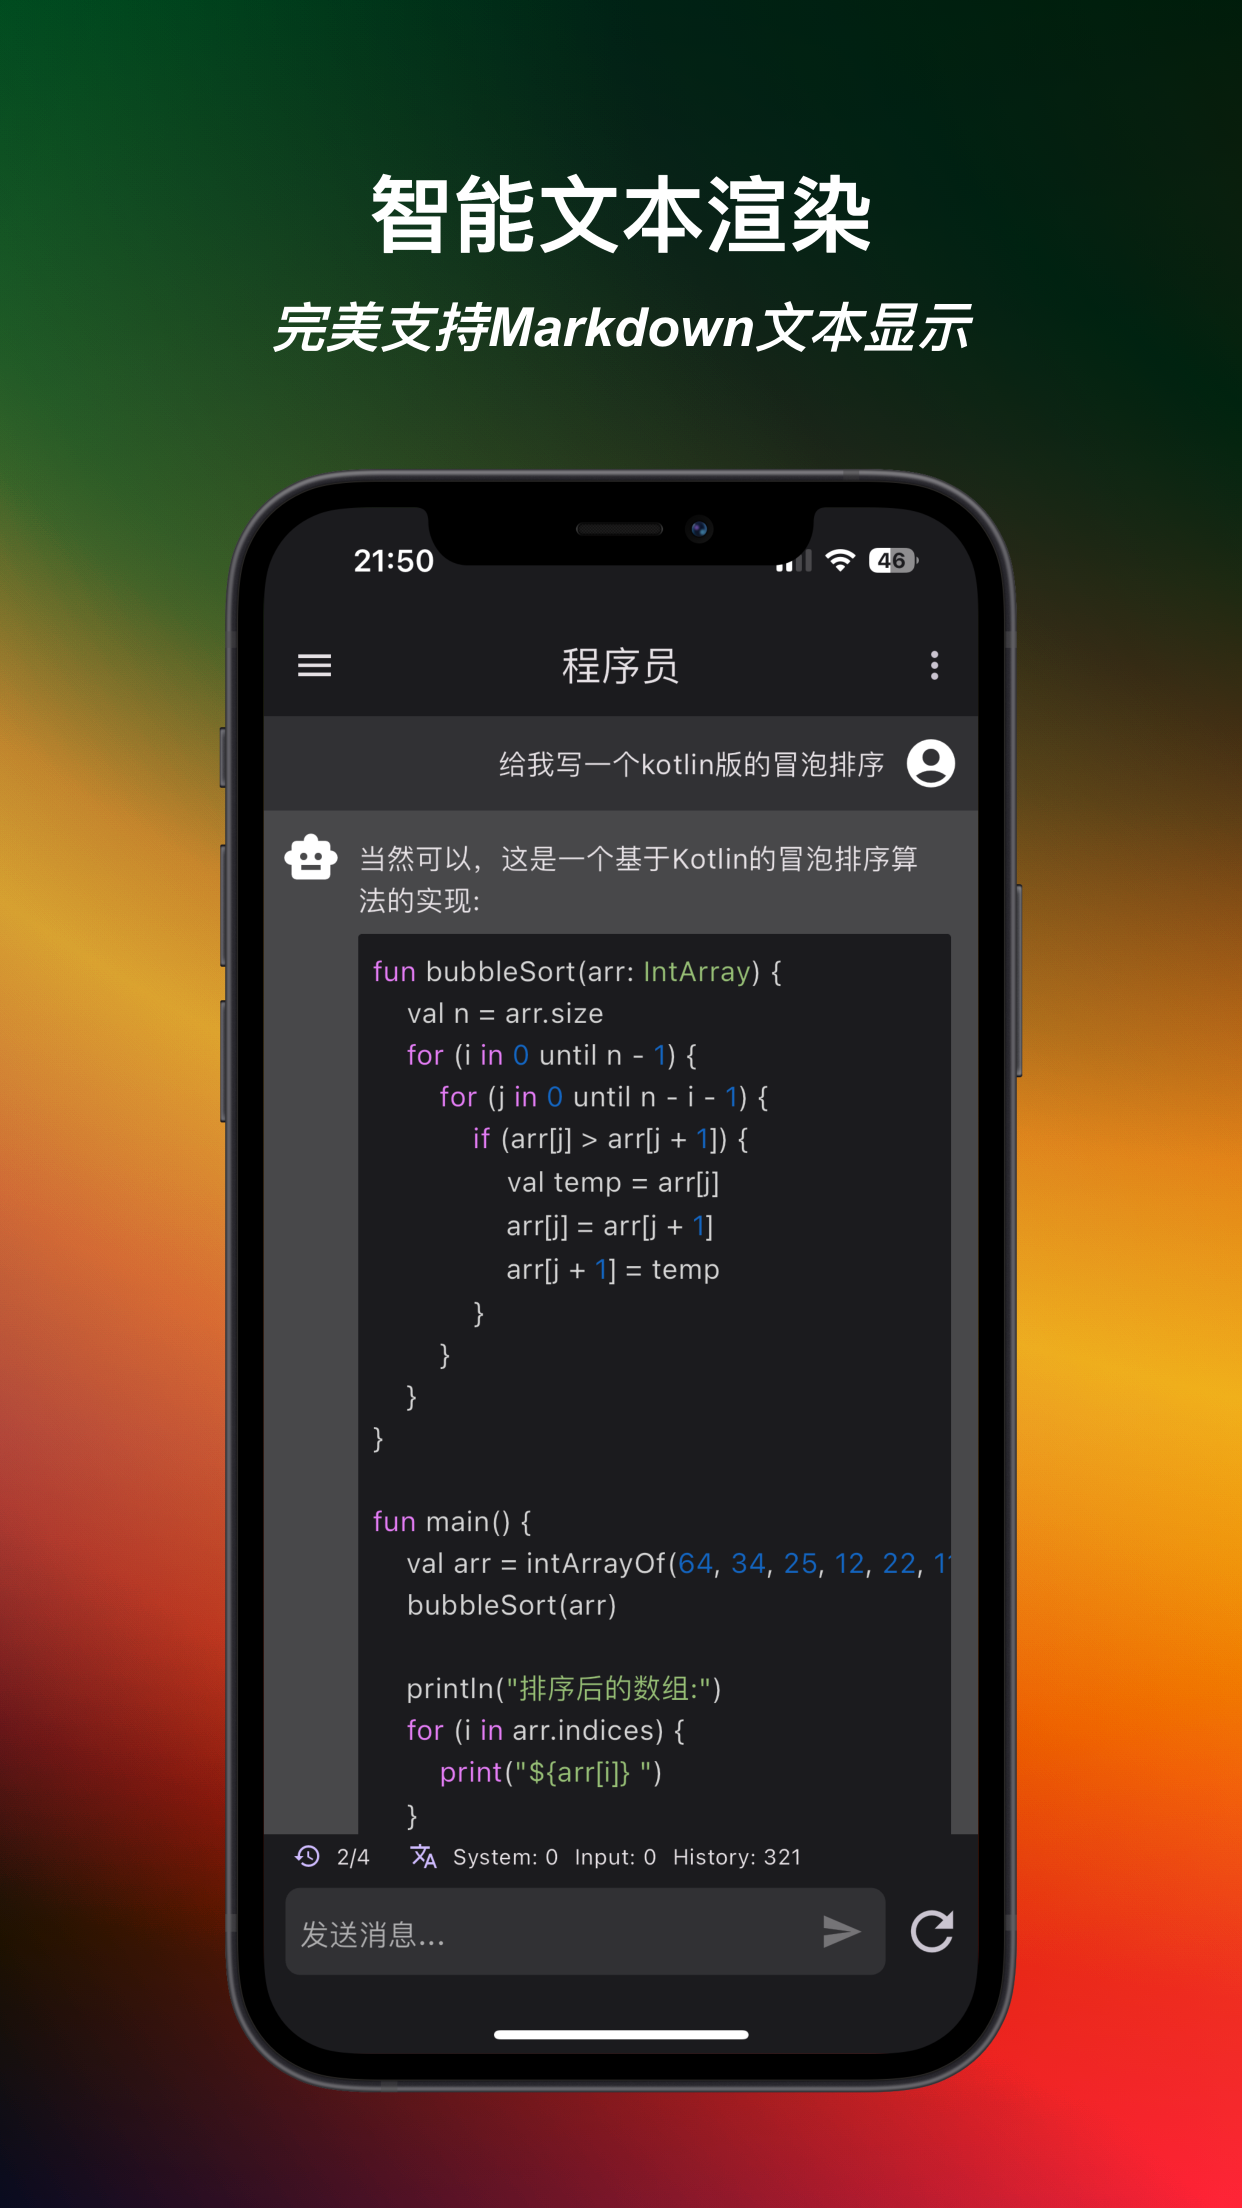 智能文本渲染
完美支持Markdown文本显示
21:50
46
程序员
给我写一个kotlin版的冒泡排序
当然可以，这是一个基于Kotlin的冒泡排序算
法的实现:
fun bubbleSort(arr: IntArray) {
    val n = arr.size
    for (i in 0 until n - 1) {
        for (j in 0 until n - i - 1) {
            if (arr[j] > arr[j + 1]) {
                val temp = arr[j]
                arr[j] = arr[j + 1]
                arr[j + 1] = temp
            }
        }
    }
}
fun main() {
    val arr = intArrayOf(64, 34, 25, 12, 22, 11
    bubbleSort(arr)
    println("排序后的数组:")
    for (i in arr.indices) {
        print("${arr[i]} ")
    }
2/4 System: 0 Input: 0 History: 321
发送消息...